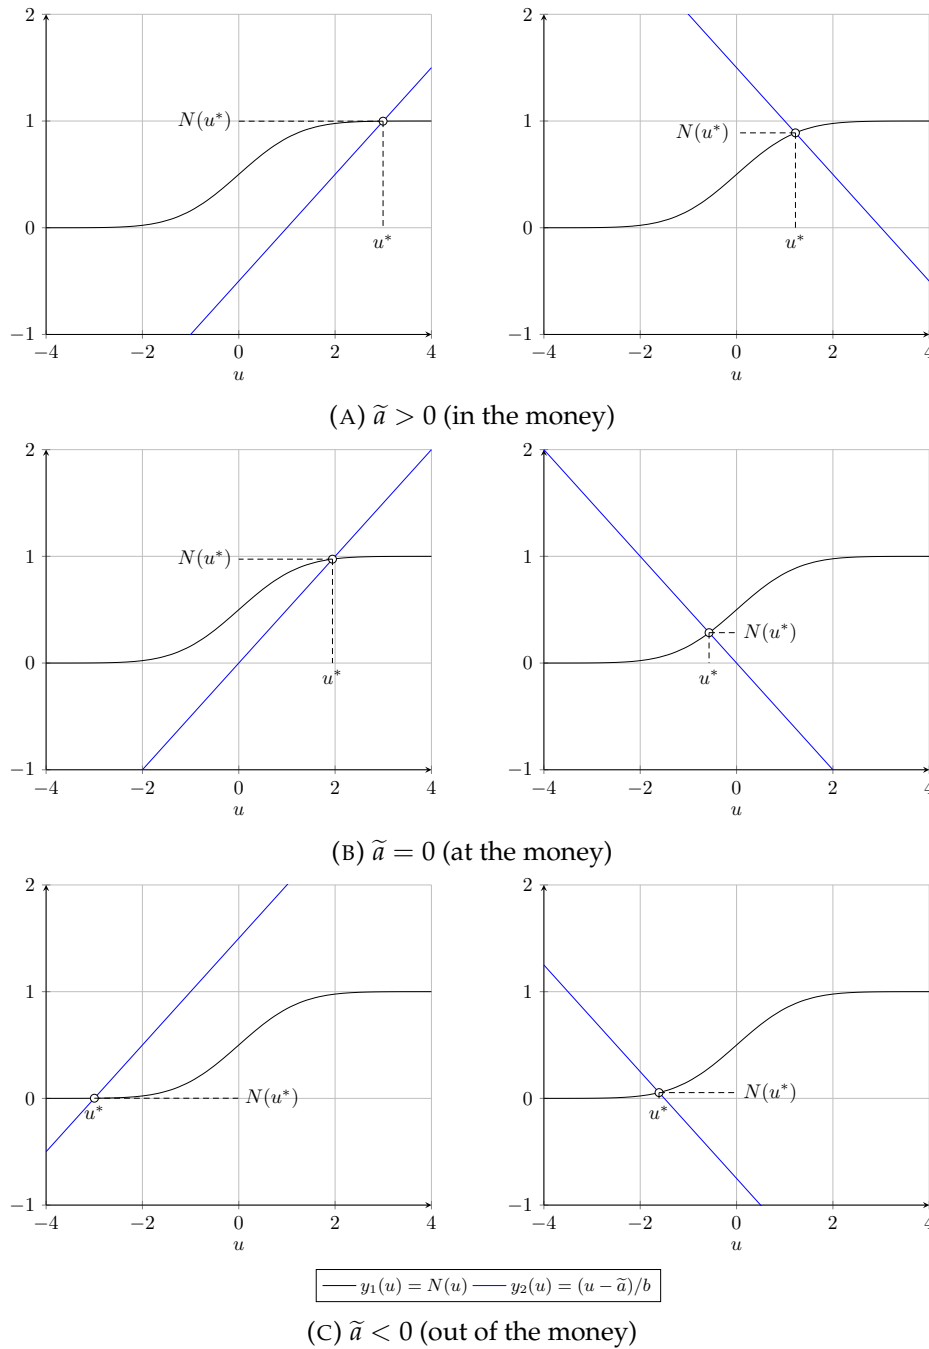 2 2
N(u*) N(u*)
1 1
0 0
u* u*
−1 −1
−4 −2 0 2 4 −4 −2 0 2 4
u u
(A) ã > 0 (in the money)
2 2
1 1
N(u*) N(u*)
0 0
u* u*
−1 −1
−4 −2 0 2 4 −4 −2 0 2 4
u u
(B) ã = 0 (at the money)
2 2
1 1
0 N(u*) 0 N(u*)
u* u*
−1 −1
−4 −2 0 2 4 −4 −2 0 2 4
u u
y₁(u) = N(u) y₂(u) = (u − ã)/b
(C) ã < 0 (out of the money)